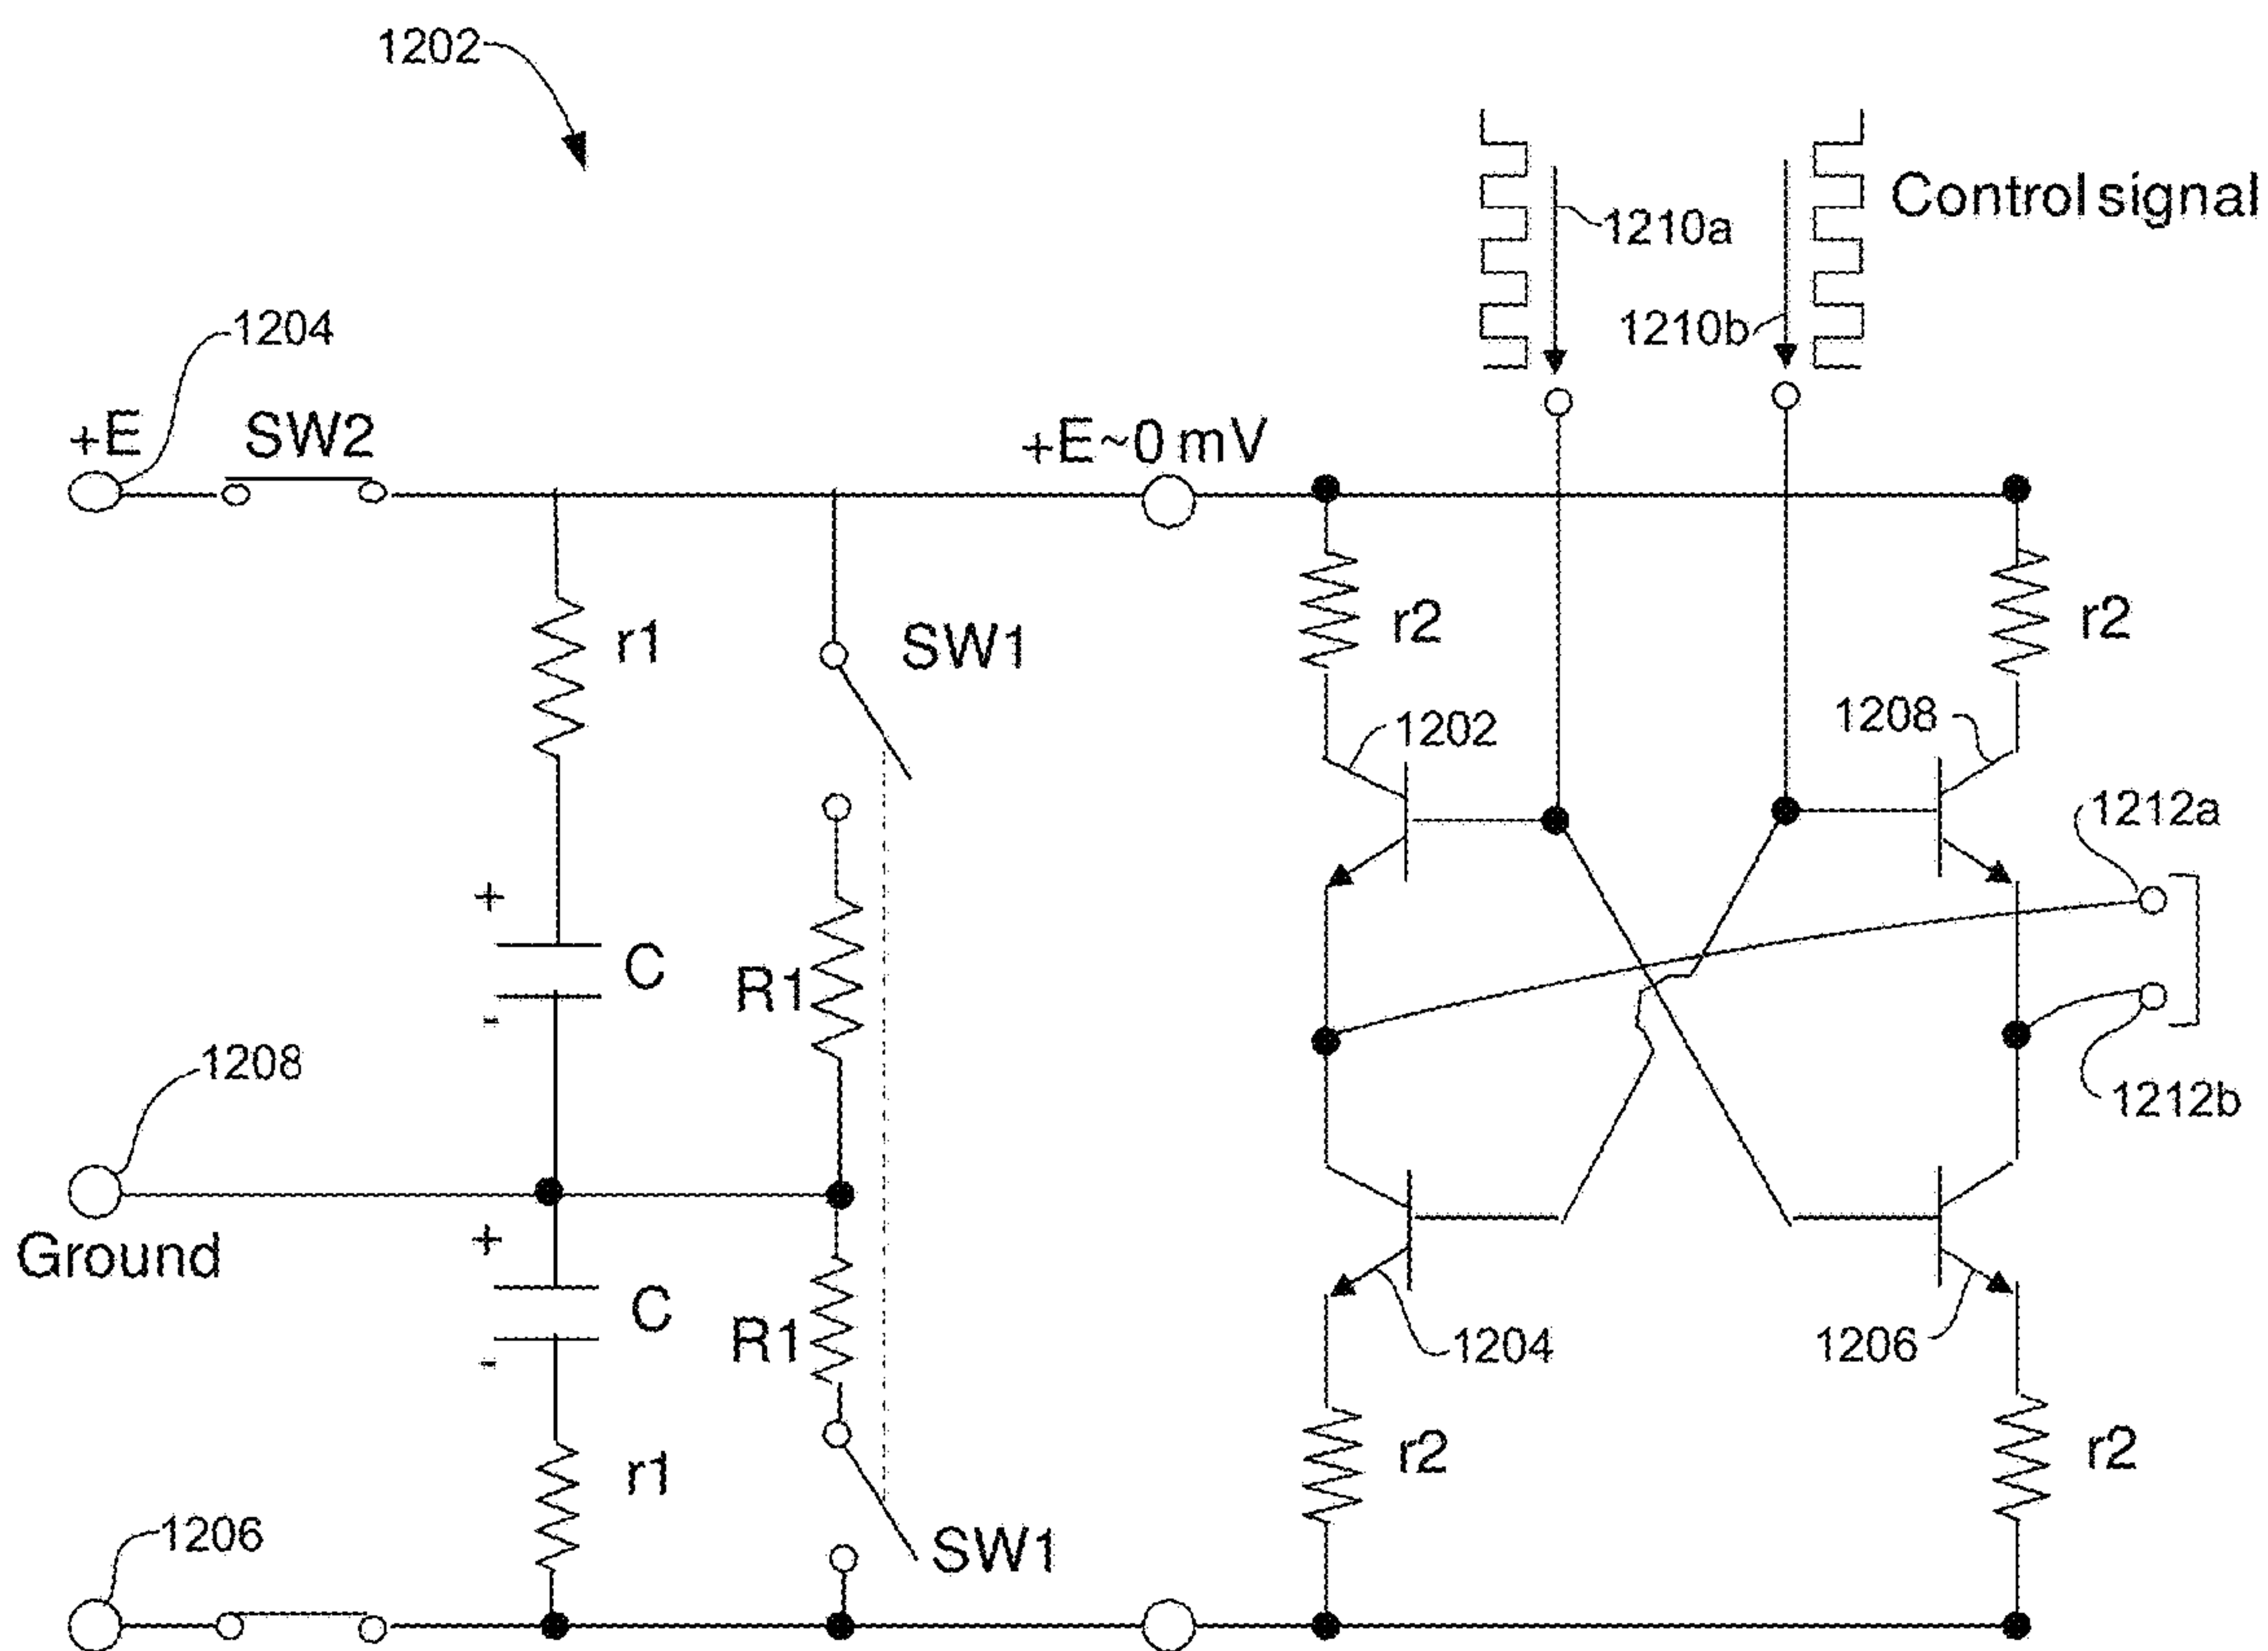 1202
1210a
Control signal
1210b
1204
+E
SW2
+E~0 mV
r1
SW1
r2
r2
1202
1208
1212a
+
C
-
R1
1208
1212b
Ground
+
C
-
R1
1204
1206
r1
r2
r2
1206
SW1